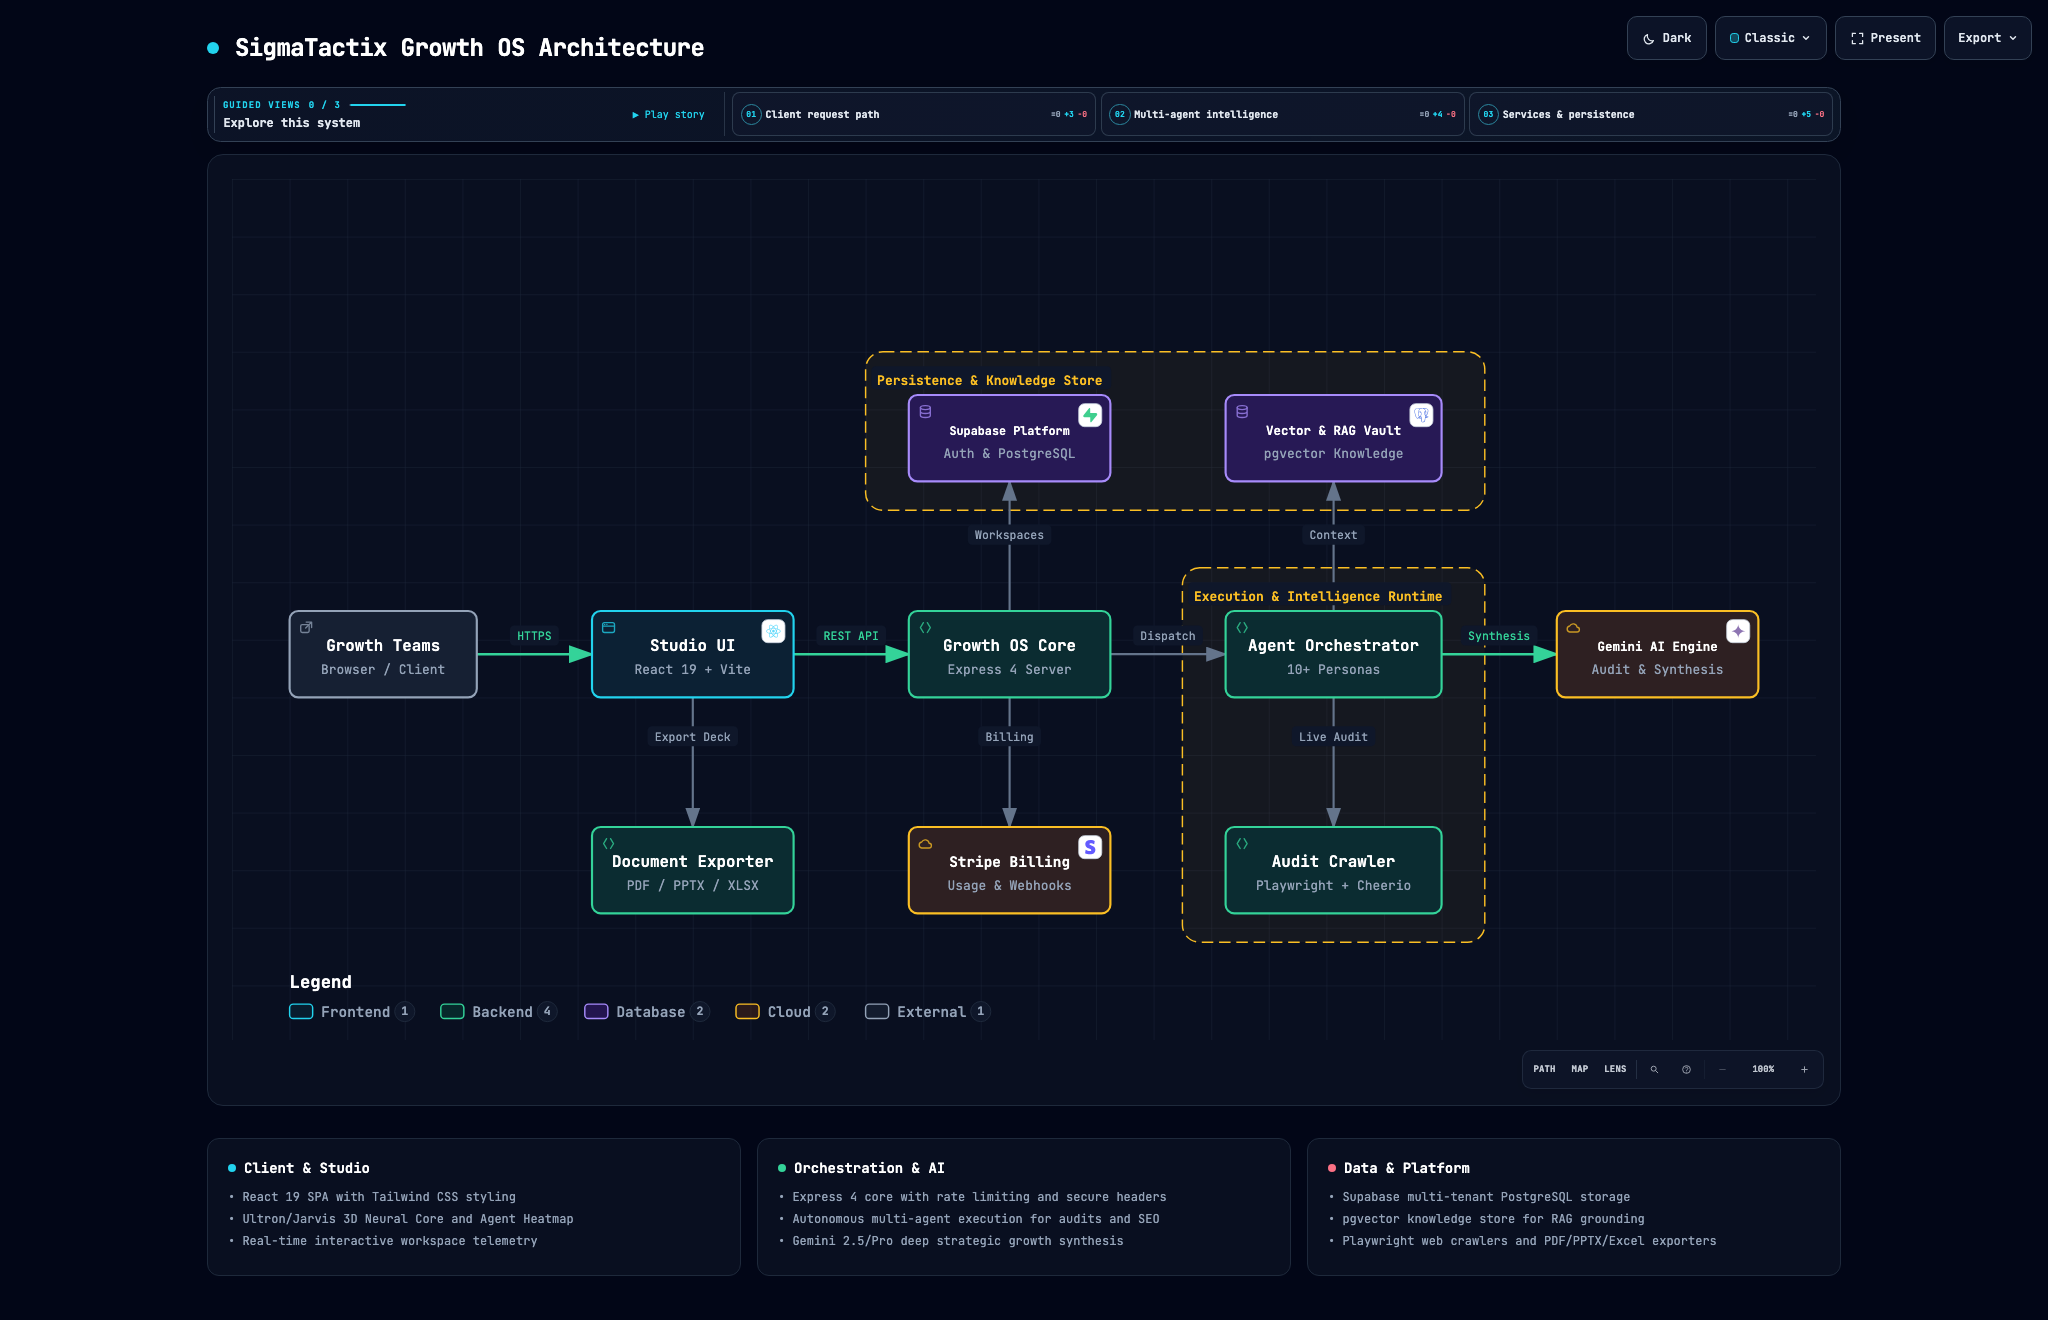 SigmaTactix Growth OS Architecture
Dark
Classic
Present
Export
GUIDED VIEWS 0 / 3
Explore this system
▶ Play story
01 Client request path
=0 +3 -0
02 Multi-agent intelligence
=0 +4 -0
03 Services & persistence
=0 +5 -0
Persistence & Knowledge Store
Supabase Platform
Auth & PostgreSQL
Vector & RAG Vault
pgvector Knowledge
Workspaces
Context
Execution & Intelligence Runtime
Growth Teams
Browser / Client
HTTPS
Studio UI
React 19 + Vite
REST API
Growth OS Core
Express 4 Server
Dispatch
Agent Orchestrator
10+ Personas
Synthesis
Gemini AI Engine
Audit & Synthesis
Export Deck
Billing
Live Audit
Document Exporter
PDF / PPTX / XLSX
Stripe Billing
Usage & Webhooks
S
Audit Crawler
Playwright + Cheerio
Legend
Frontend 1
Backend 4
Database 2
Cloud 2
External 1
PATH
MAP
LENS
100%
Client & Studio
• React 19 SPA with Tailwind CSS styling
• Ultron/Jarvis 3D Neural Core and Agent Heatmap
• Real-time interactive workspace telemetry
Orchestration & AI
• Express 4 core with rate limiting and secure headers
• Autonomous multi-agent execution for audits and SEO
• Gemini 2.5/Pro deep strategic growth synthesis
Data & Platform
• Supabase multi-tenant PostgreSQL storage
• pgvector knowledge store for RAG grounding
• Playwright web crawlers and PDF/PPTX/Excel exporters